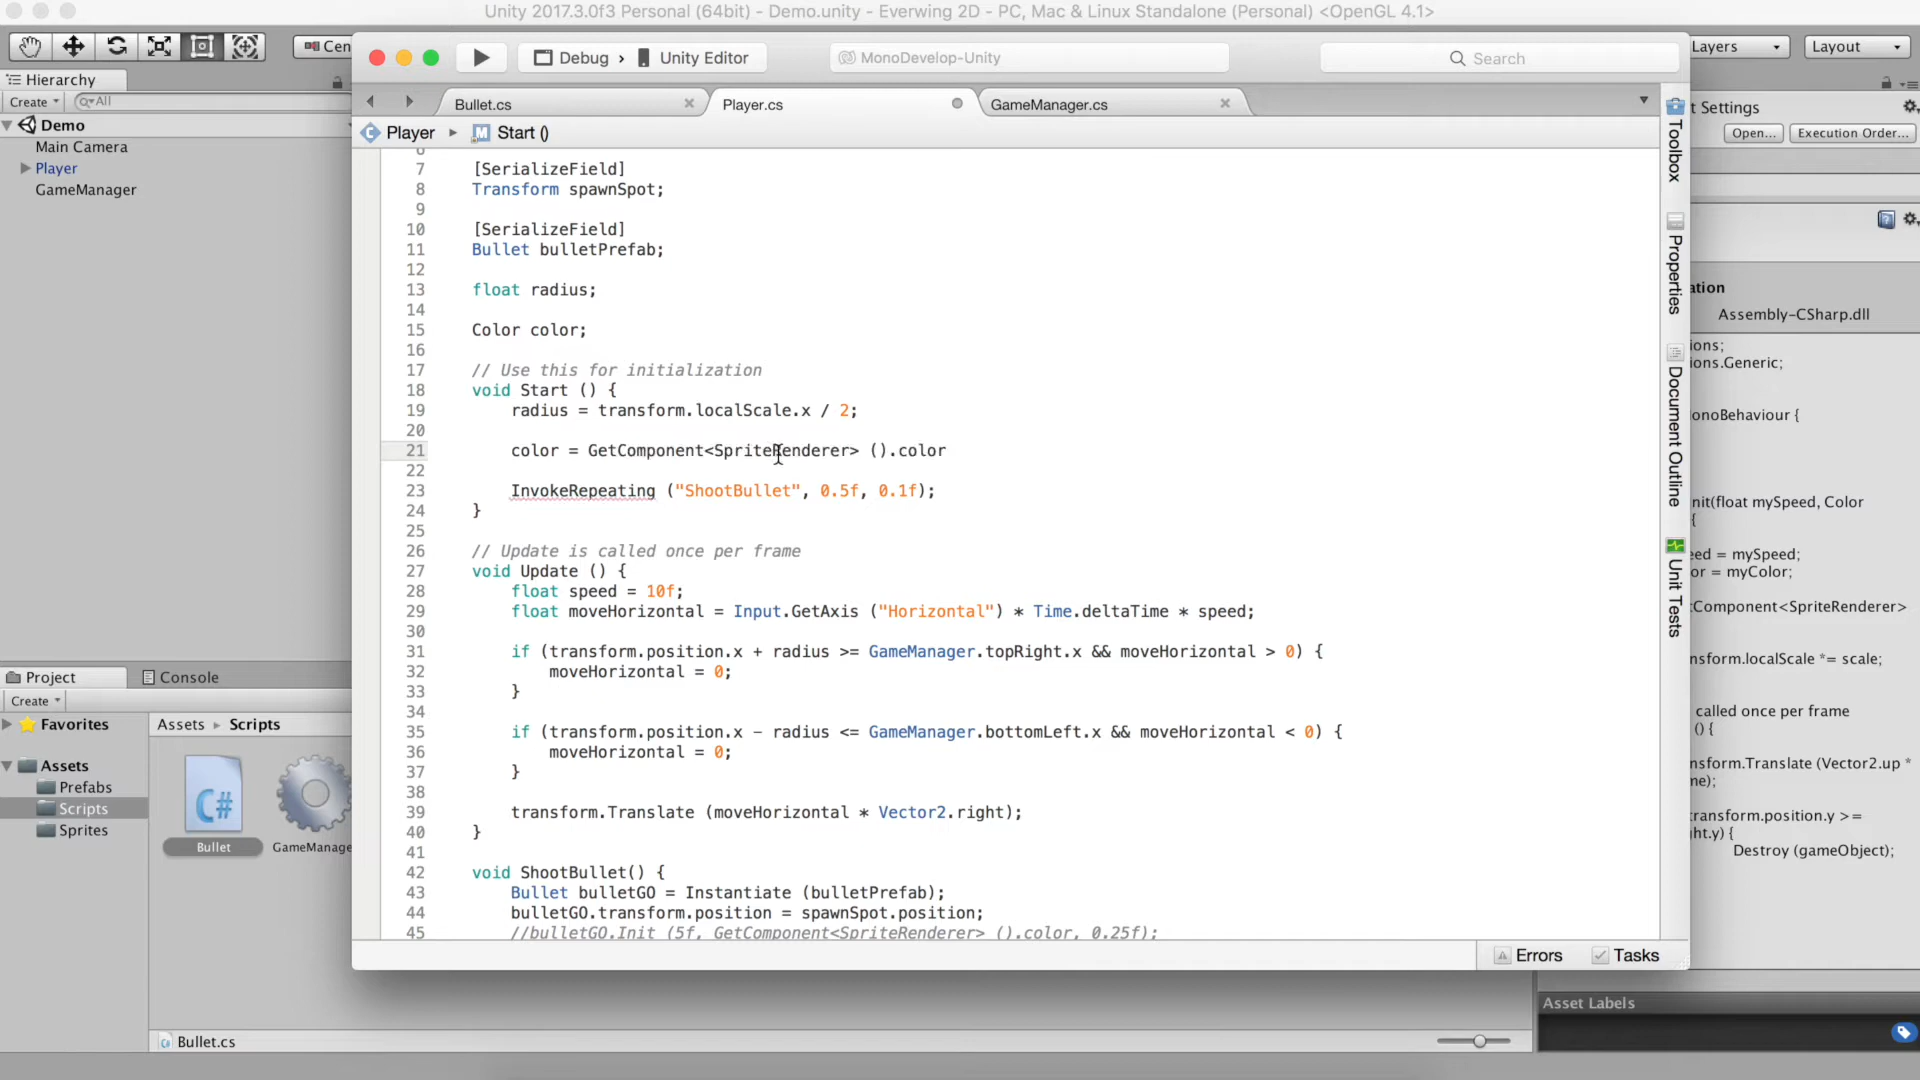 Unity 2017.3.0f3 Personal (64bit) - Demo.unity - Everwing 2D - PC, Mac & Linux Standalone (Personal) <OpenGL 4.1>
Cen
Debug › Unity Editor
MonoDevelop-Unity
Search
Layers
Layout
Hierarchy
Create
All
Demo
Main Camera
Player
GameManager
Bullet.cs
Player.cs
GameManager.cs
Player
Start ()
6
7 [SerializeField]
8 Transform spawnSpot;
9
10 [SerializeField]
11 Bullet bulletPrefab;
12
13 float radius;
14
15 Color color;
16
17 // Use this for initialization
18 void Start () {
19 radius = transform.localScale.x / 2;
20
21 color = GetComponent<SpriteRenderer> ().color
22
23 InvokeRepeating ("ShootBullet", 0.5f, 0.1f);
24 }
25
26 // Update is called once per frame
27 void Update () {
28 float speed = 10f;
29 float moveHorizontal = Input.GetAxis ("Horizontal") * Time.deltaTime * speed;
30
31 if (transform.position.x + radius >= GameManager.topRight.x && moveHorizontal > 0) {
32 moveHorizontal = 0;
33 }
34
35 if (transform.position.x - radius <= GameManager.bottomLeft.x && moveHorizontal < 0) {
36 moveHorizontal = 0;
37 }
38
39 transform.Translate (moveHorizontal * Vector2.right);
40 }
41
42 void ShootBullet() {
43 Bullet bulletGO = Instantiate (bulletPrefab);
44 bulletGO.transform.position = spawnSpot.position;
45 //bulletGO.Init (5f, GetComponent<SpriteRenderer> ().color, 0.25f);
Errors
Tasks
Toolbox
Properties
Document Outline
Unit Tests
t Settings
Open...
Execution Order...
ation
Assembly-CSharp.dll
ions;
ons.Generic;
onoBehaviour {
nit(float mySpeed, Color
{
eed = mySpeed;
or = myColor;
tComponent<SpriteRenderer>
nsform.localScale *= scale;
called once per frame
() {
nsform.Translate (Vector2.up *
me);
transform.position.y >=
ht.y) {
Destroy (gameObject);
Asset Labels
Project
Console
Create
Favorites
Assets
Prefabs
Scripts
Sprites
Assets
Scripts
C#
Bullet
GameManage
Bullet.cs